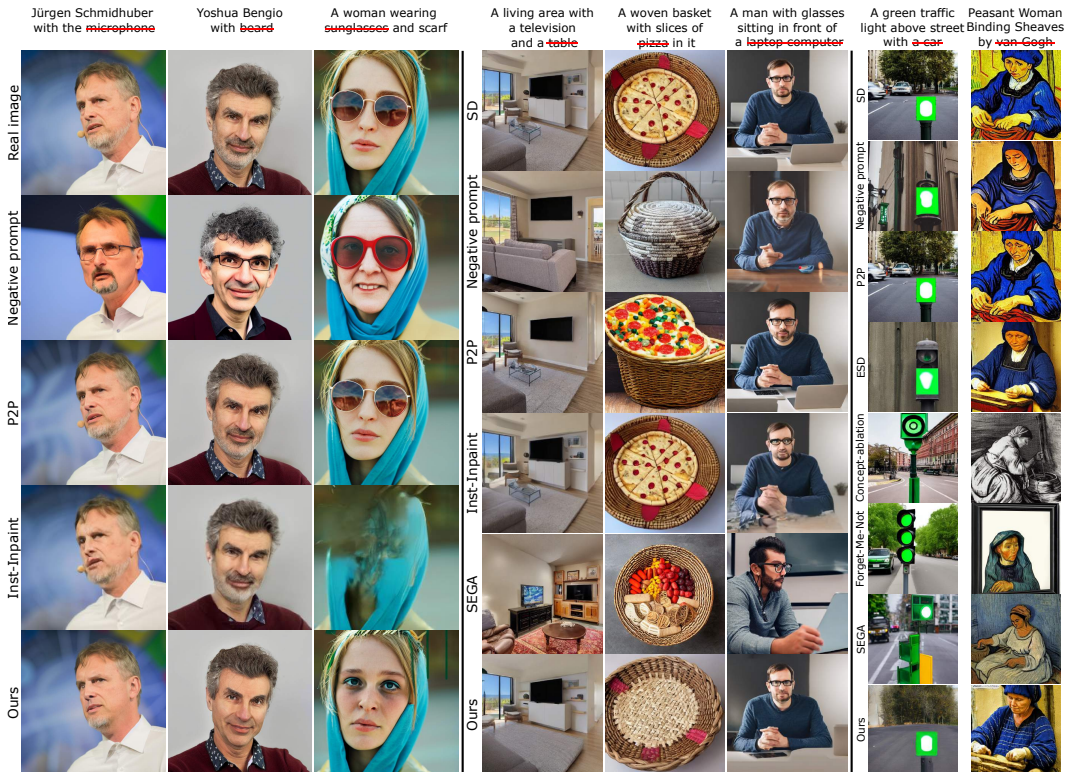 Jürgen Schmidhuber
with the microphone
Yoshua Bengio
with beard
A woman wearing
sunglasses and scarf
A living area with
a television
and a table
A woven basket
with slices of
pizza in it
A man with glasses
sitting in front of
a laptop computer
A green traffic
light above street
with a car
Peasant Woman
Binding Sheaves
by van Gogh
Real image
Negative prompt
P2P
Inst-Inpaint
Ours
SD
Negative prompt
P2P
Inst-Inpaint
SEGA
Ours
SD
Negative prompt
P2P
ESD
Concept-ablation
Forget-Me-Not
SEGA
Ours